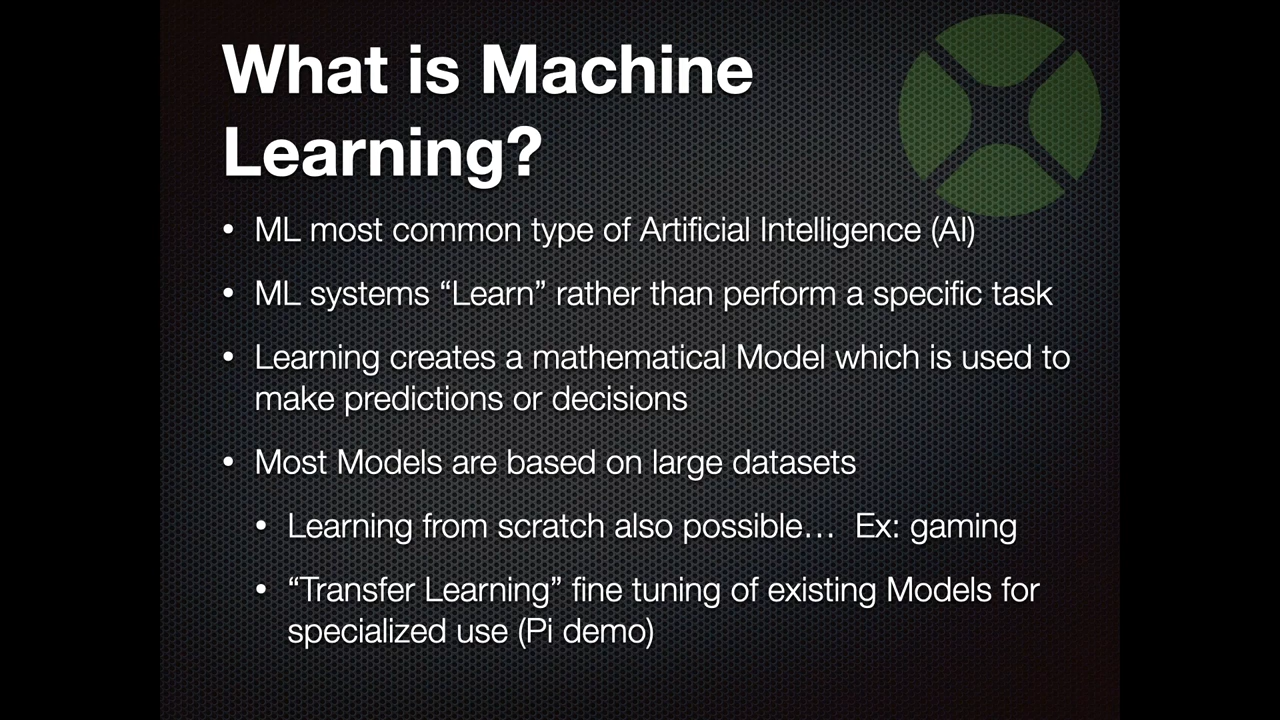 What is Machine
Learning?
• ML most common type of Artificial Intelligence (AI)
• ML systems “Learn” rather than perform a specific task
• Learning creates a mathematical Model which is used to
make predictions or decisions
• Most Models are based on large datasets
• Learning from scratch also possible… Ex: gaming
• “Transfer Learning” fine tuning of existing Models for
specialized use (Pi demo)